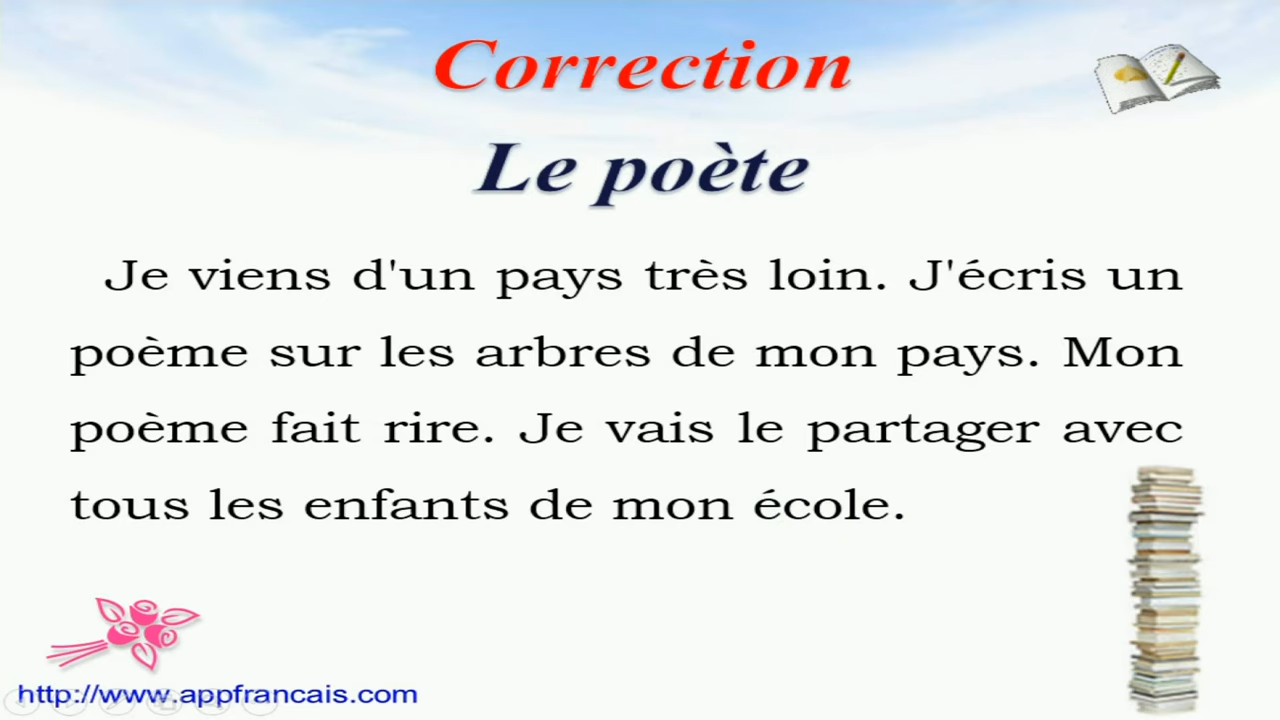 Correction
Le poète
Je viens d'un pays très loin. J'écris un
poème sur les arbres de mon pays. Mon
poème fait rire. Je vais le partager avec
tous les enfants de mon école.
http://www.appfrancais.com